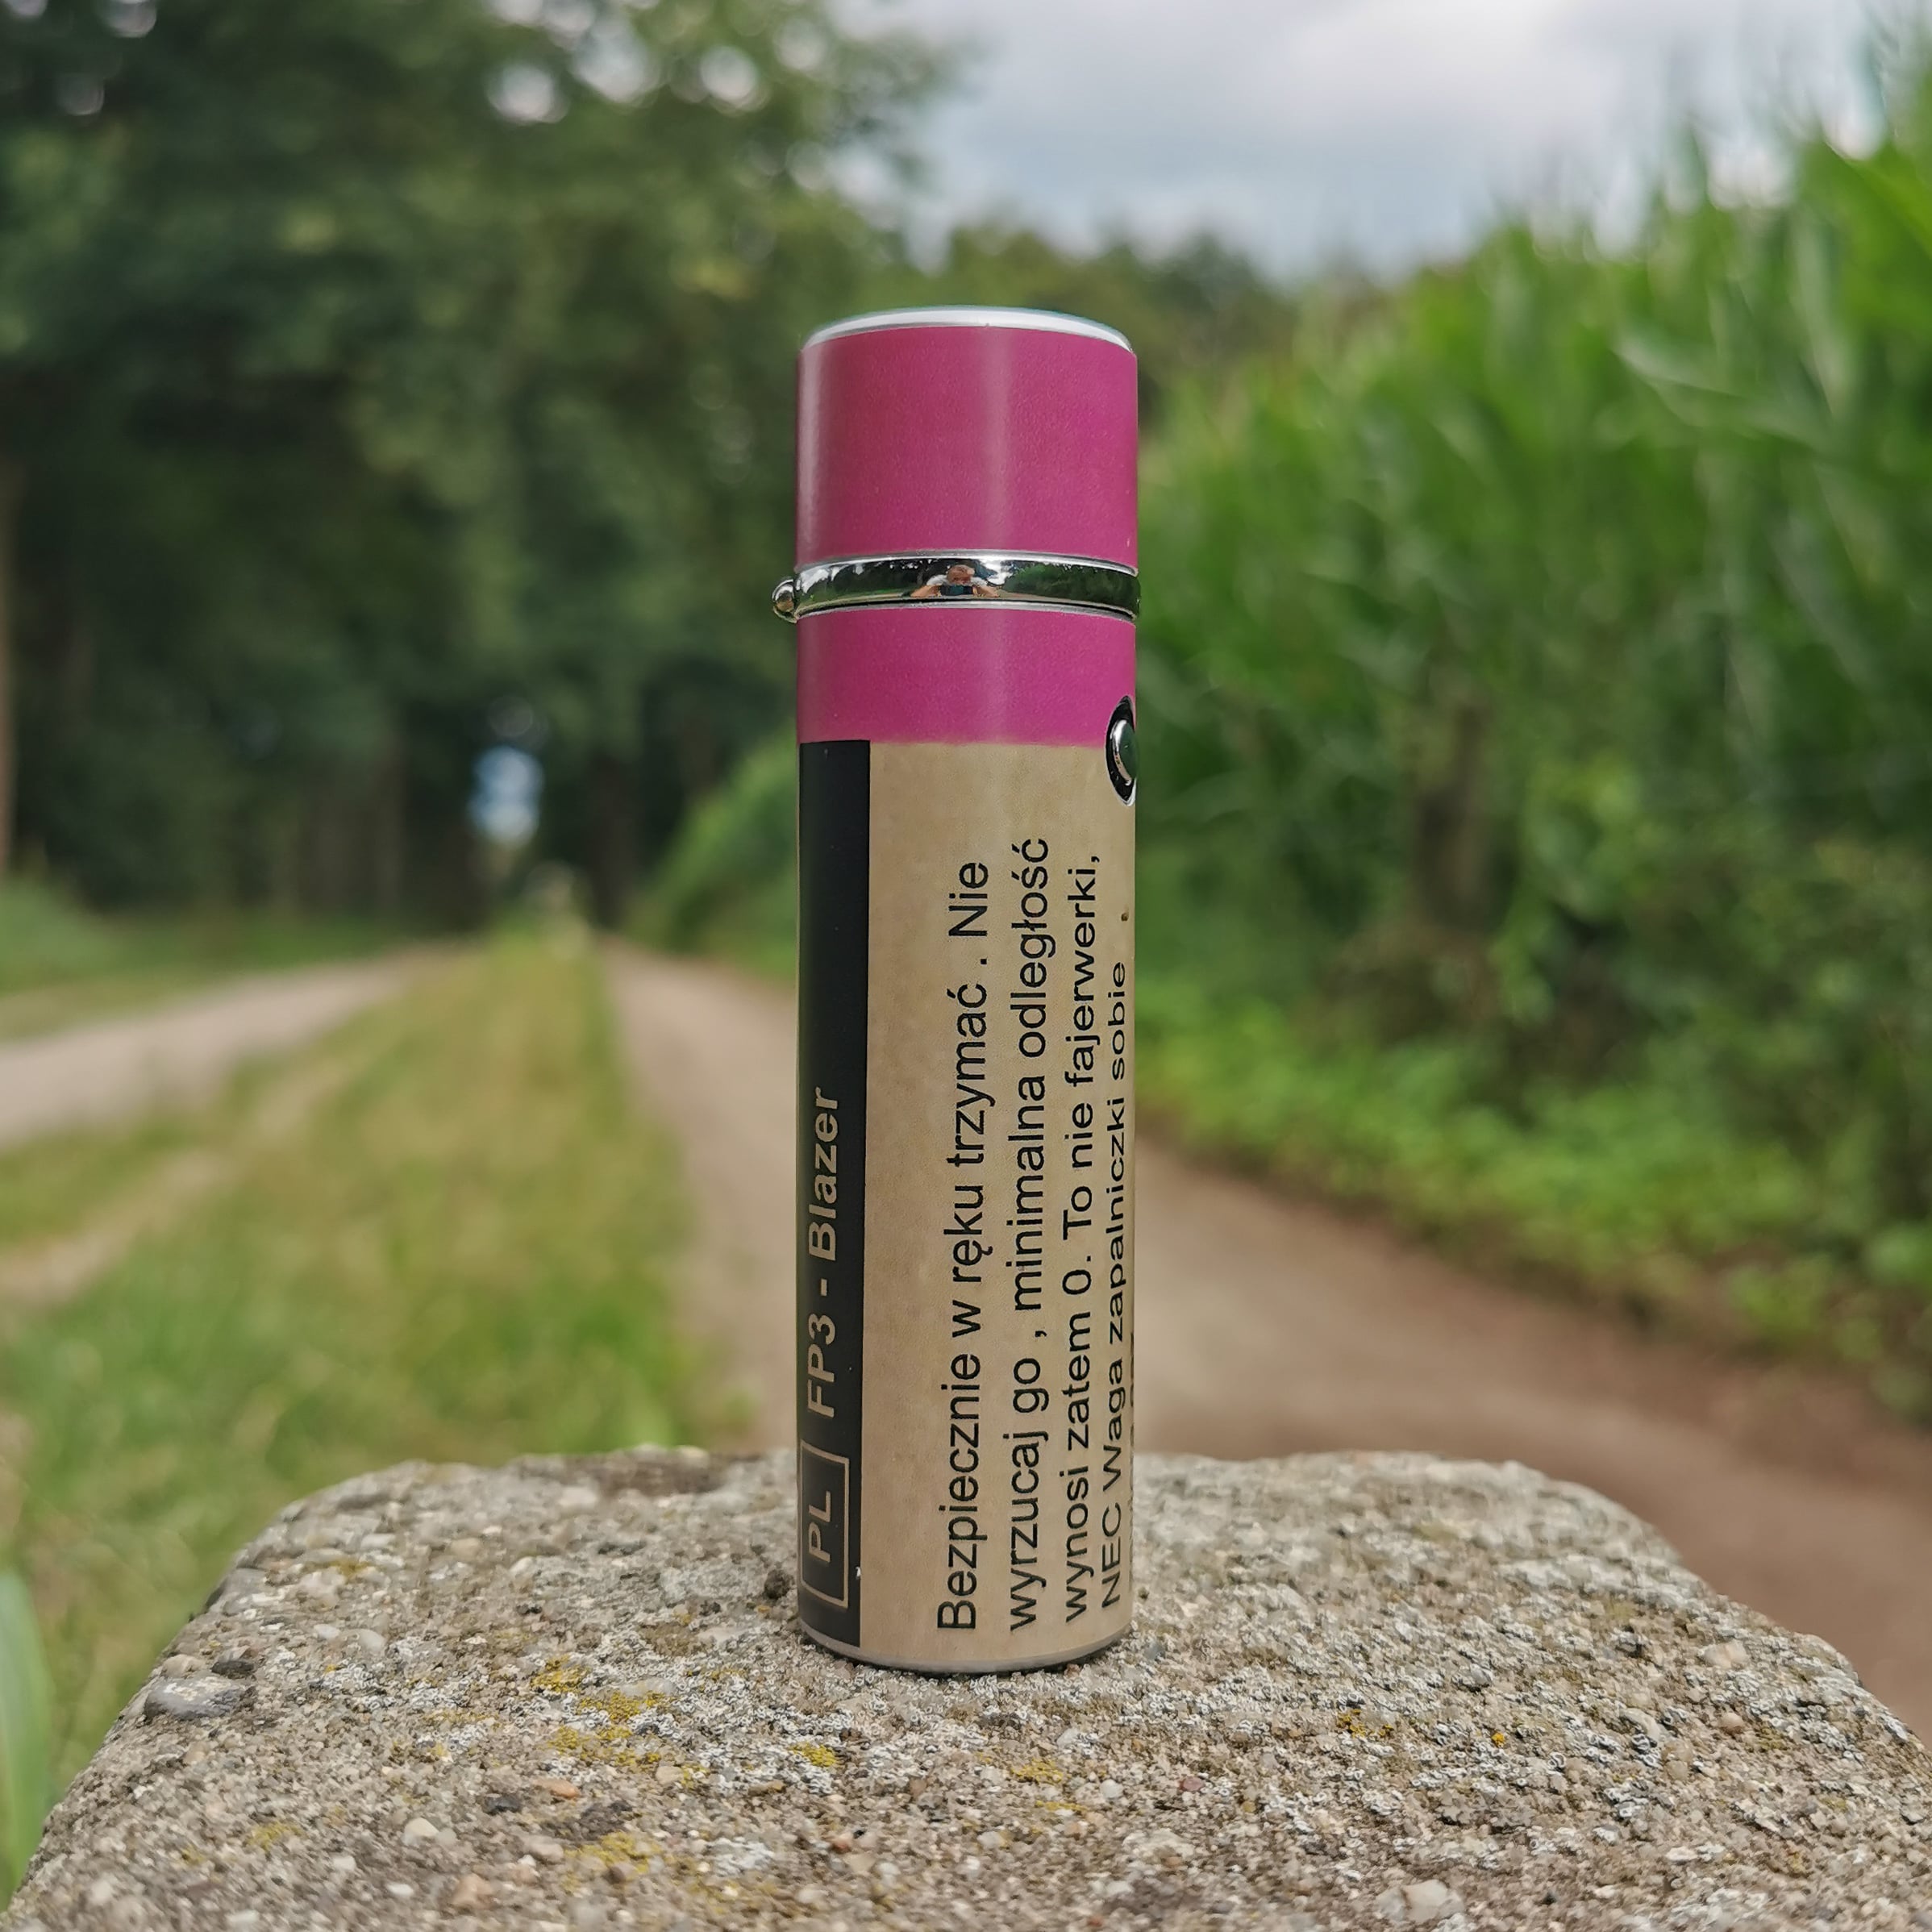 PL FP3 - Blazer
Bezpiecznie w ręku trzymać . Nie
wyrzucaj go , minimalna odległość
wynosi zatem 0. To nie fajerwerki,
NEC Waga zapalniczki sobie